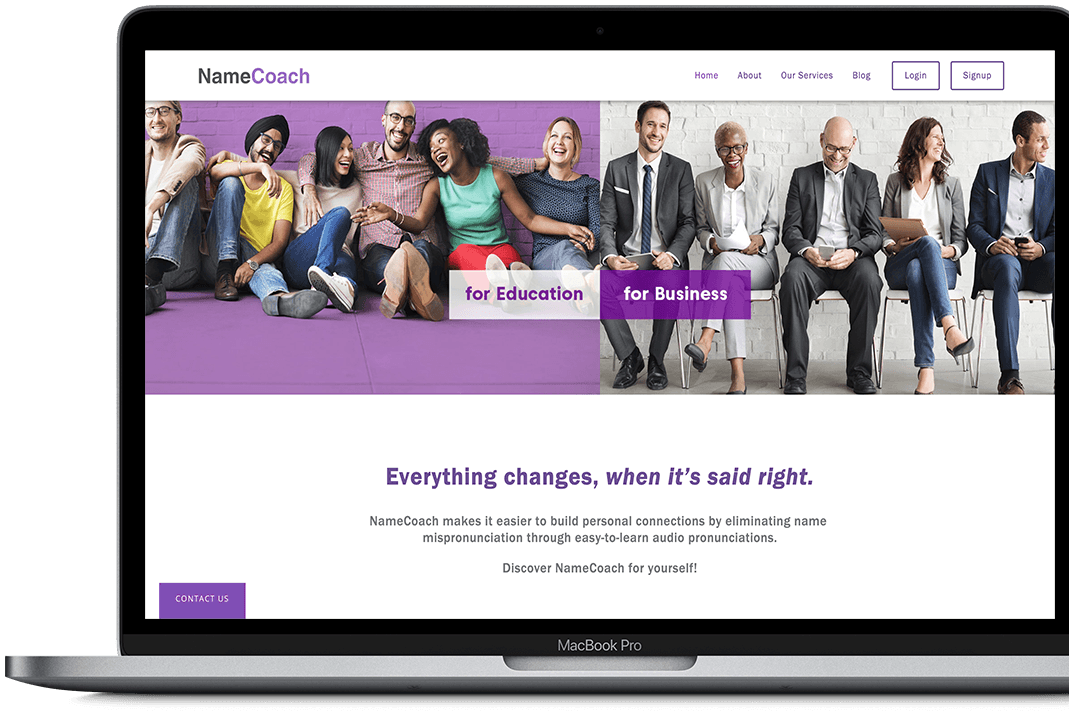 NameCoach
Home About Our Services Blog Login Signup
for Education for Business
Everything changes, when it's said right.
NameCoach makes it easier to build personal connections by eliminating name
mispronunciation through easy-to-learn audio pronunciations.
Discover NameCoach for yourself!
CONTACT US
MacBook Pro